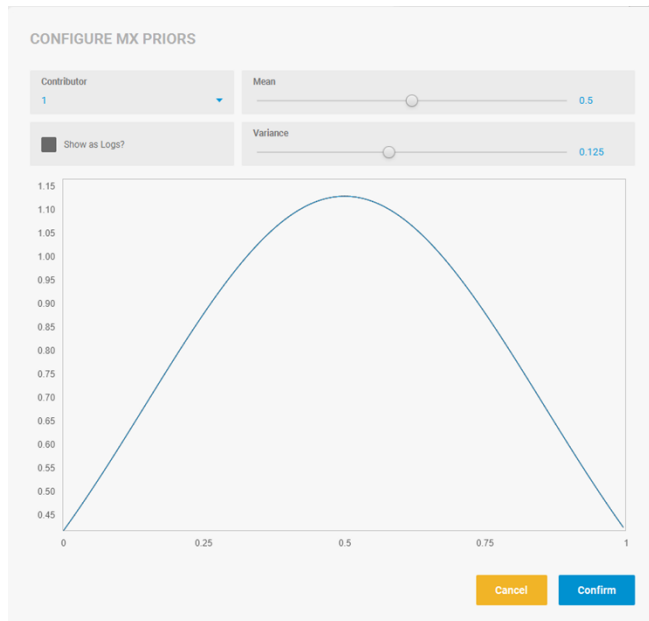 CONFIGURE MX PRIORS
Contributor
1
Mean
0.5
Show as Logs?
Variance
0.125
1.15
1.10
1.05
1.00
0.95
0.90
0.85
0.80
0.75
0.70
0.65
0.60
0.55
0.50
0.45
0 0.25 0.5 0.75 1
Cancel Confirm